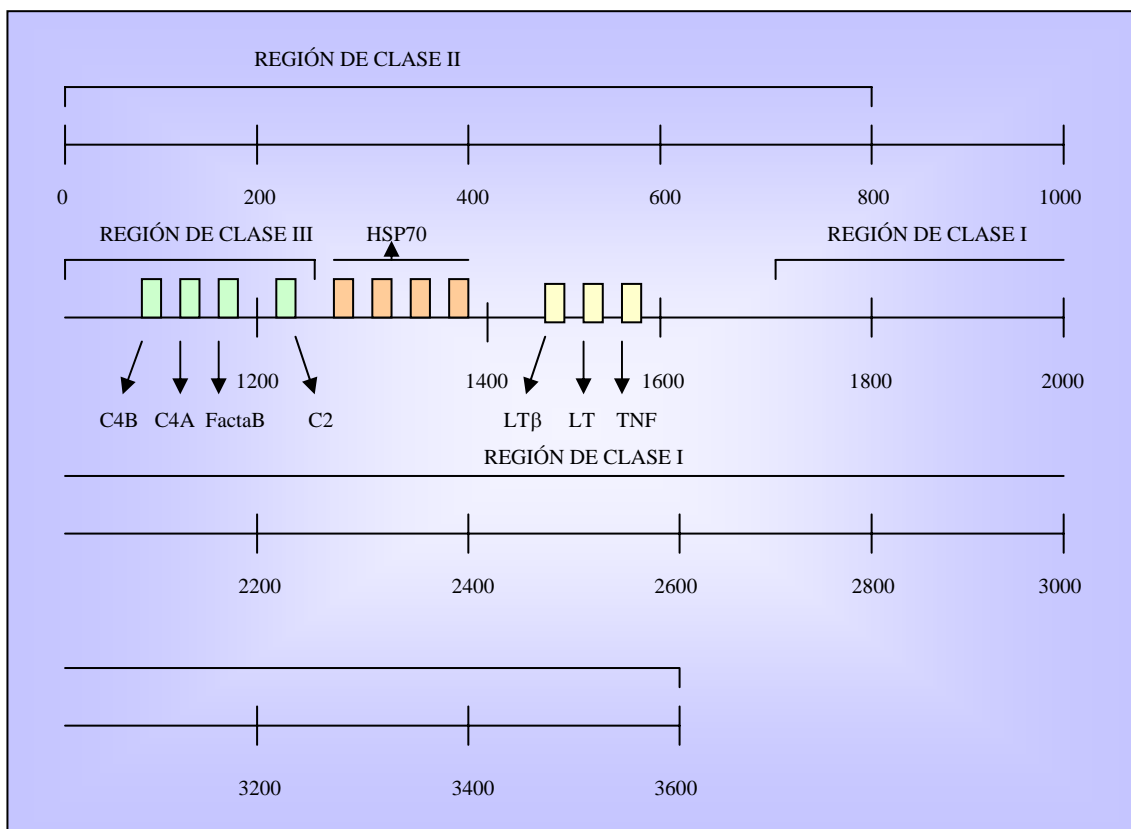 REGIÓN DE CLASE II
0 200 400 600 800 1000
REGIÓN DE CLASE III HSP70 REGIÓN DE CLASE I
1200 1400 1600 1800 2000
C4B C4A FactaB C2 LTβ LT TNF
REGIÓN DE CLASE I
2200 2400 2600 2800 3000
3200 3400 3600